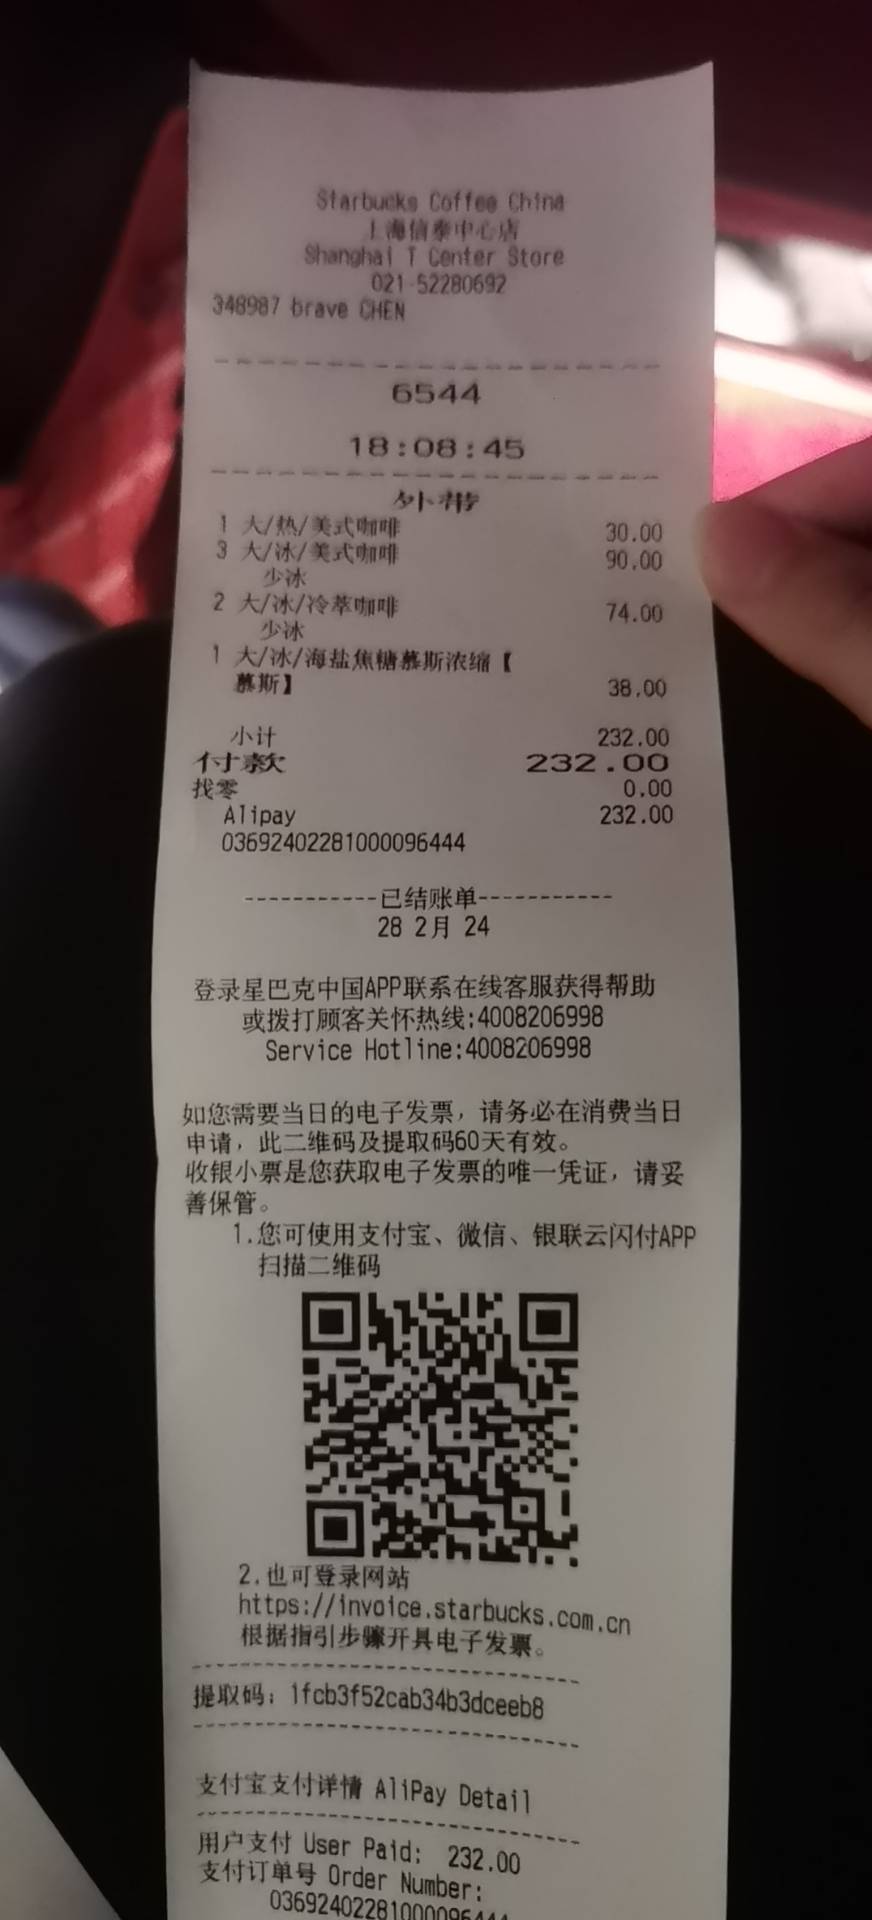 Starbucks Coffee China
上海信泰中心店
Shanghai T Center Store
021-52280692
348987 brave CHEN
6544
18:08:45
外带
1 大/热/美式咖啡 30.00
3 大/冰/美式咖啡 90.00
少冰
2 大/冰/冷萃咖啡 74.00
少冰
1 大/冰/海盐焦糖慕斯浓缩【
慕斯】 38.00
小计 232.00
付款 232.00
找零 0.00
Alipay 232.00
03692402281000096444
-----------已结账单-----------
28 2月 24
登录星巴克中国APP联系在线客服获得帮助
或拨打顾客关怀热线:4008206998
Service Hotline:4008206998
如您需要当日的电子发票，请务必在消费当日
申请，此二维码及提取码60天有效。
收银小票是您获取电子发票的唯一凭证，请妥
善保管。
1.您可使用支付宝、微信、银联云闪付APP
扫描二维码
2.也可登录网站
https://invoice.starbucks.com.cn
根据指引步骤开具电子发票。
提取码：1fcb3f52cab34b3dceeb8
支付宝支付详情 AliPay Detail
用户支付 User Paid: 232.00
支付订单号 Order Number:
03692402281000096444